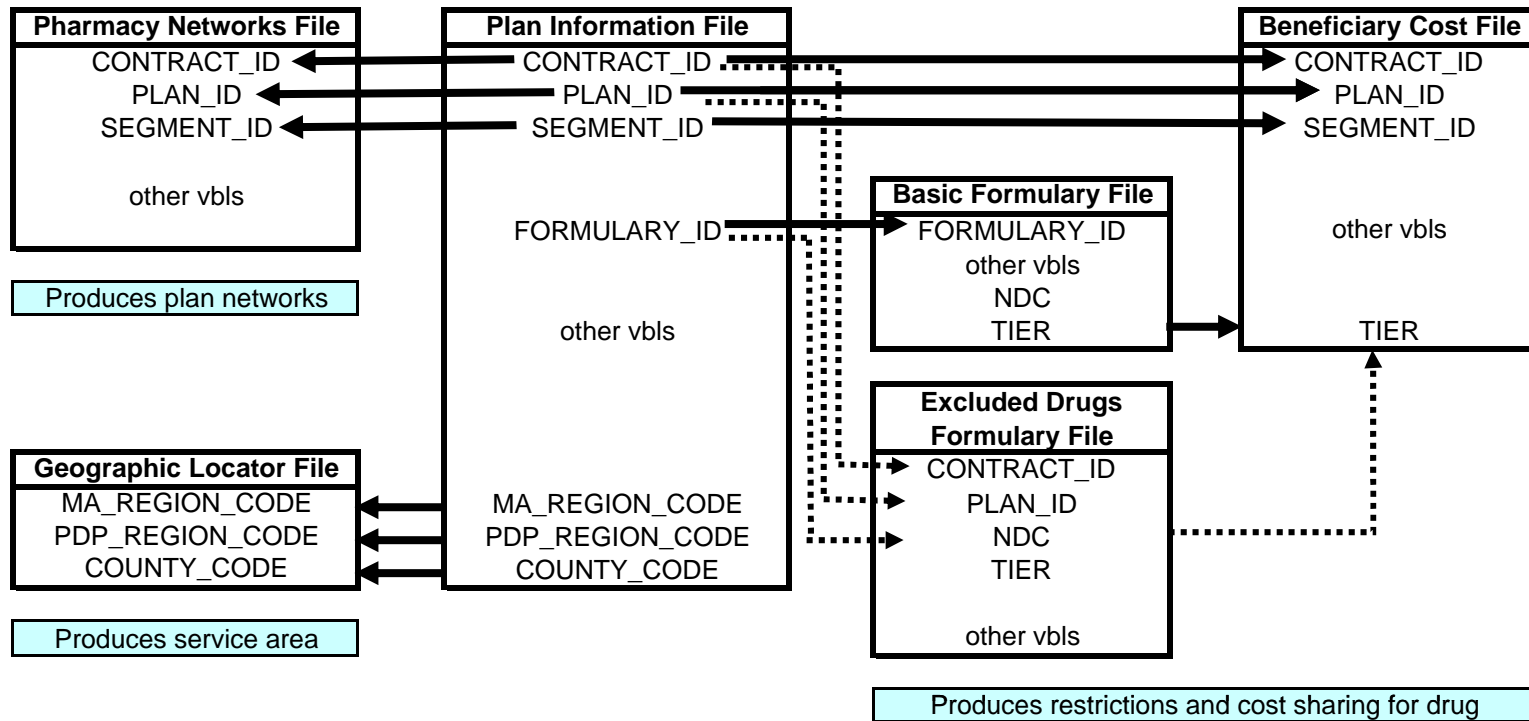 Pharmacy Networks File
CONTRACT_ID
PLAN_ID
SEGMENT_ID
other vbls
Produces plan networks
Geographic Locator File
MA_REGION_CODE
PDP_REGION_CODE
COUNTY_CODE
Produces service area
Plan Information File
CONTRACT_ID
PLAN_ID
SEGMENT_ID
FORMULARY_ID
other vbls
MA_REGION_CODE
PDP_REGION_CODE
COUNTY_CODE
Basic Formulary File
FORMULARY_ID
other vbls
NDC
TIER
Excluded Drugs
Formulary File
CONTRACT_ID
PLAN_ID
NDC
TIER
other vbls
Beneficiary Cost File
CONTRACT_ID
PLAN_ID
SEGMENT_ID
other vbls
TIER
Produces restrictions and cost sharing for drug